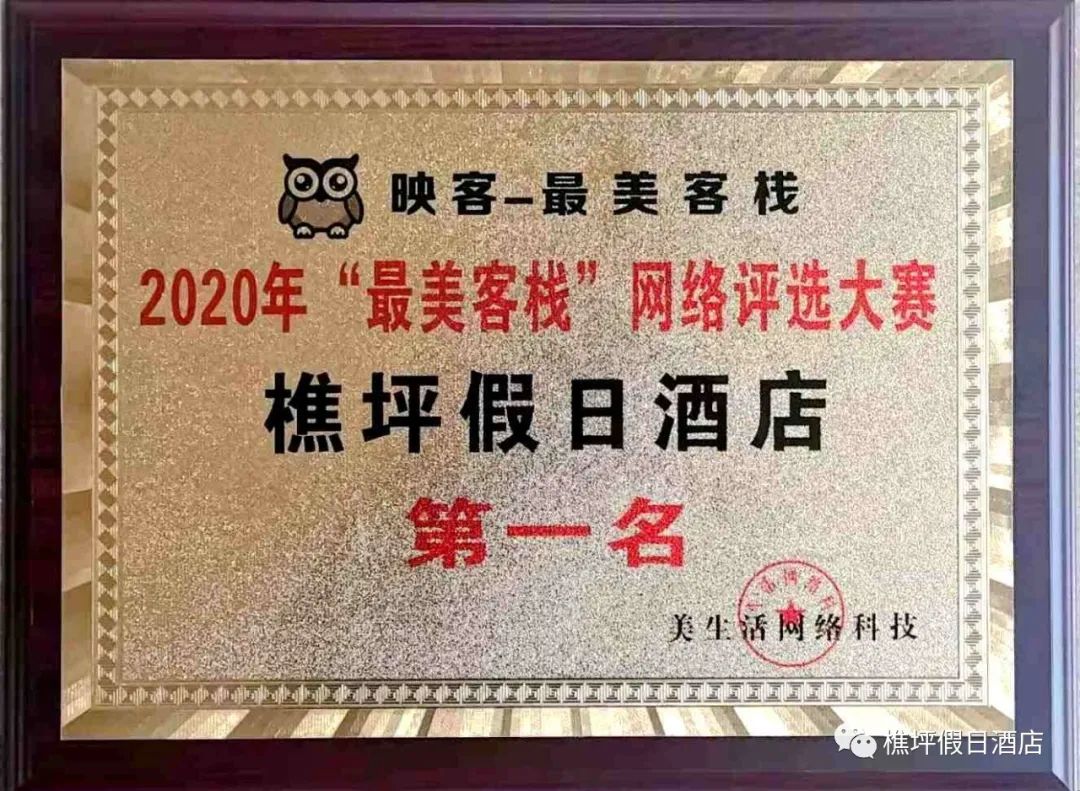 映客-最美客栈
2020年“最美客栈”网络评选大赛
樵坪假日酒店
第一名
美生活网络科技
樵坪假日酒店